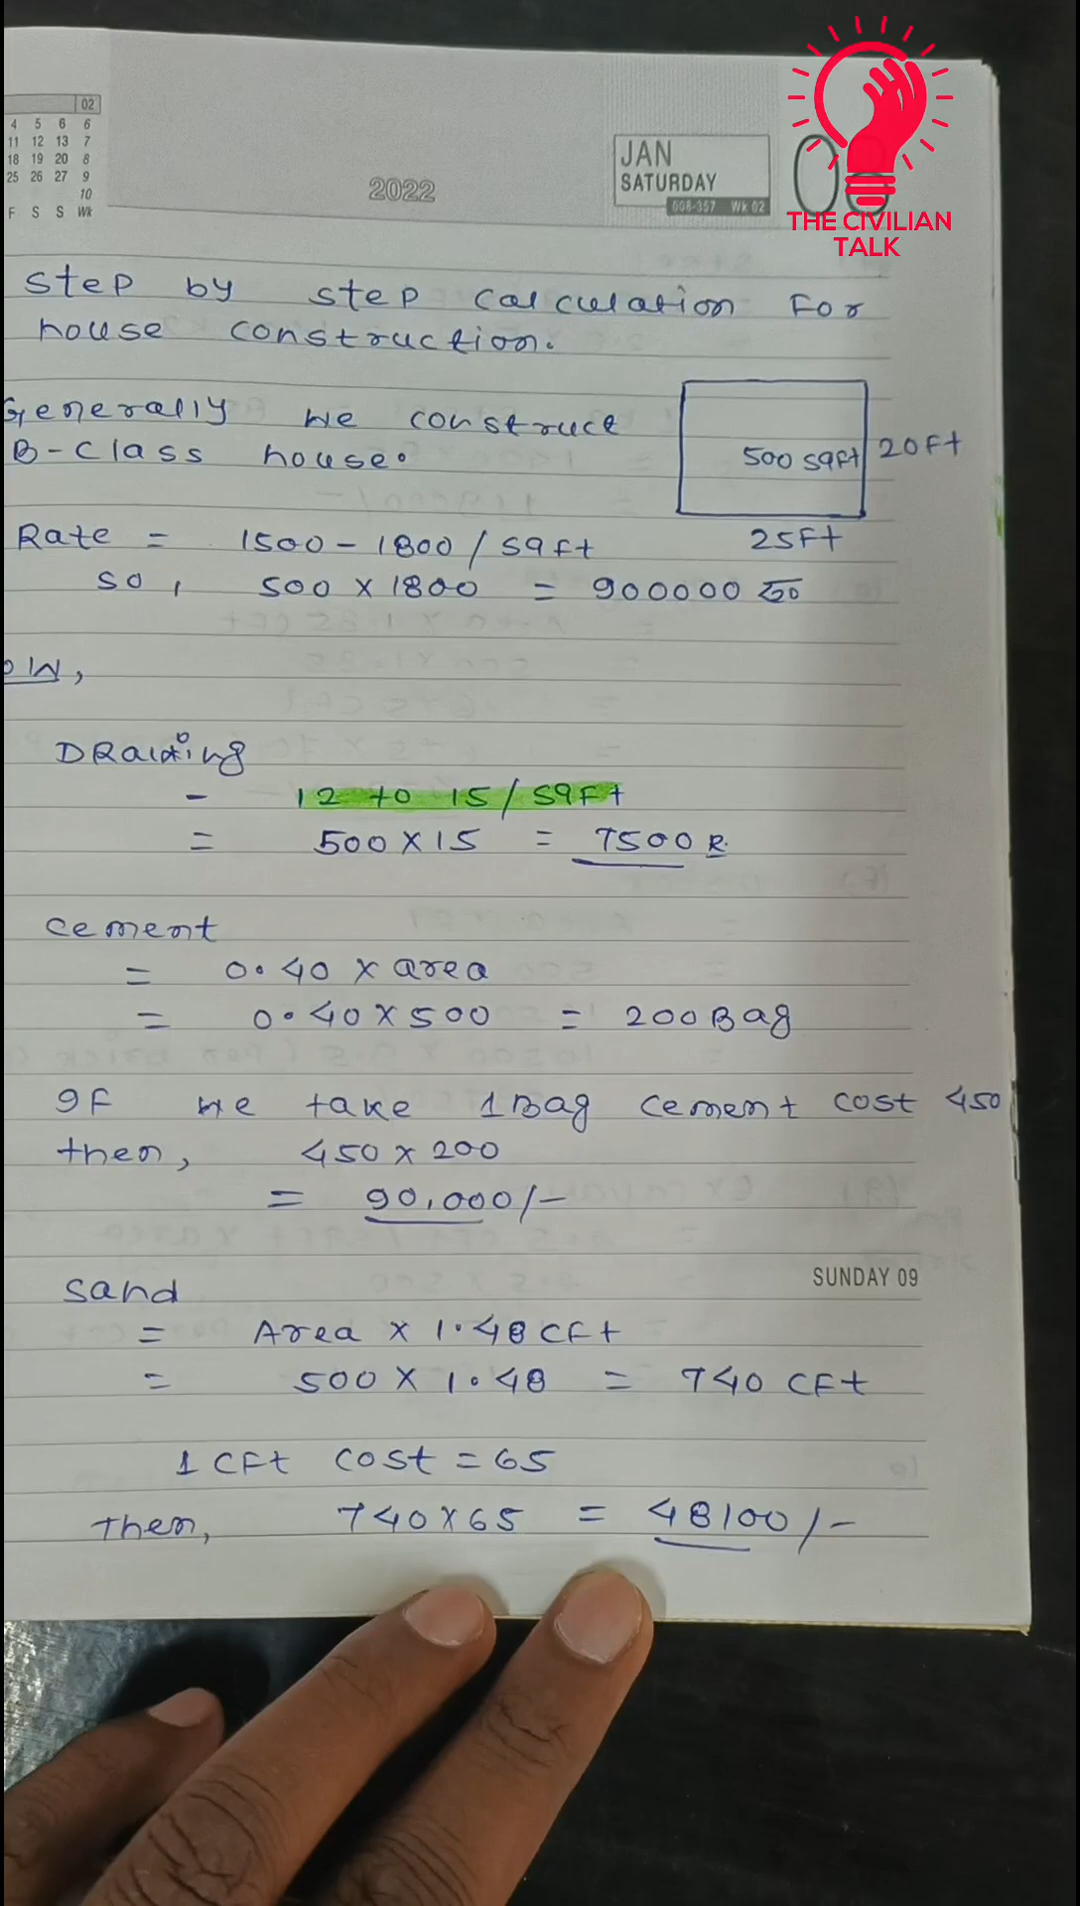 02
4 5 6 6
11 12 13 7
18 19 20 8
25 26 27 9
10
F S S Wk
2022
JAN
SATURDAY
008-357 Wk 02
08
THE CIVILIAN
TALK
Step by step calculation For
house construction.
Generally we construct
B-Class house.
500 sqft
20Ft
25Ft
Rate = 1500-1800/sqft
so, 500 x 1800 = 900000 रु०
OW,
DRawing
- 12 to 15/sqFt
= 500 x 15 = 7500 R.
cement
= 0.40 x area
= 0.40 x 500 = 200 Bag
If we take 1 Bag cement cost 450
then, 450 x 200
= 90,000/-
SUNDAY 09
Sand
= Area x 1.48 CFt
= 500 x 1.48 = 740 CFt
1 CFt cost = 65
Then, 740 x 65 = 48100/-